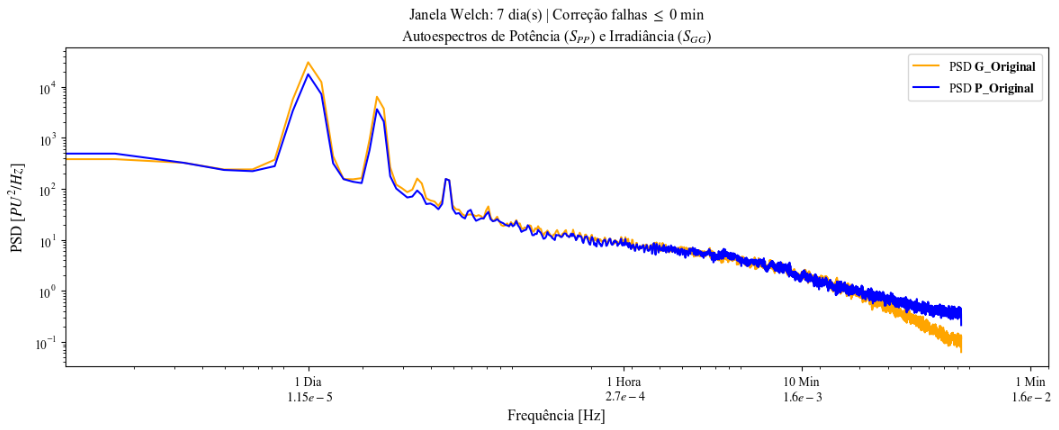 Janela Welch: 7 dia(s) | Correção falhas ≤ 0 min
Autoespectros de Potência (S_PP) e Irradiância (S_GG)
PSD G_Original
PSD P_Original
PSD [PU²/Hz]
10⁴
10³
10²
10¹
10⁰
10⁻¹
1 Dia
1.15e−5
1 Hora
2.7e−4
10 Min
1.6e−3
1 Min
1.6e−2
Frequência [Hz]